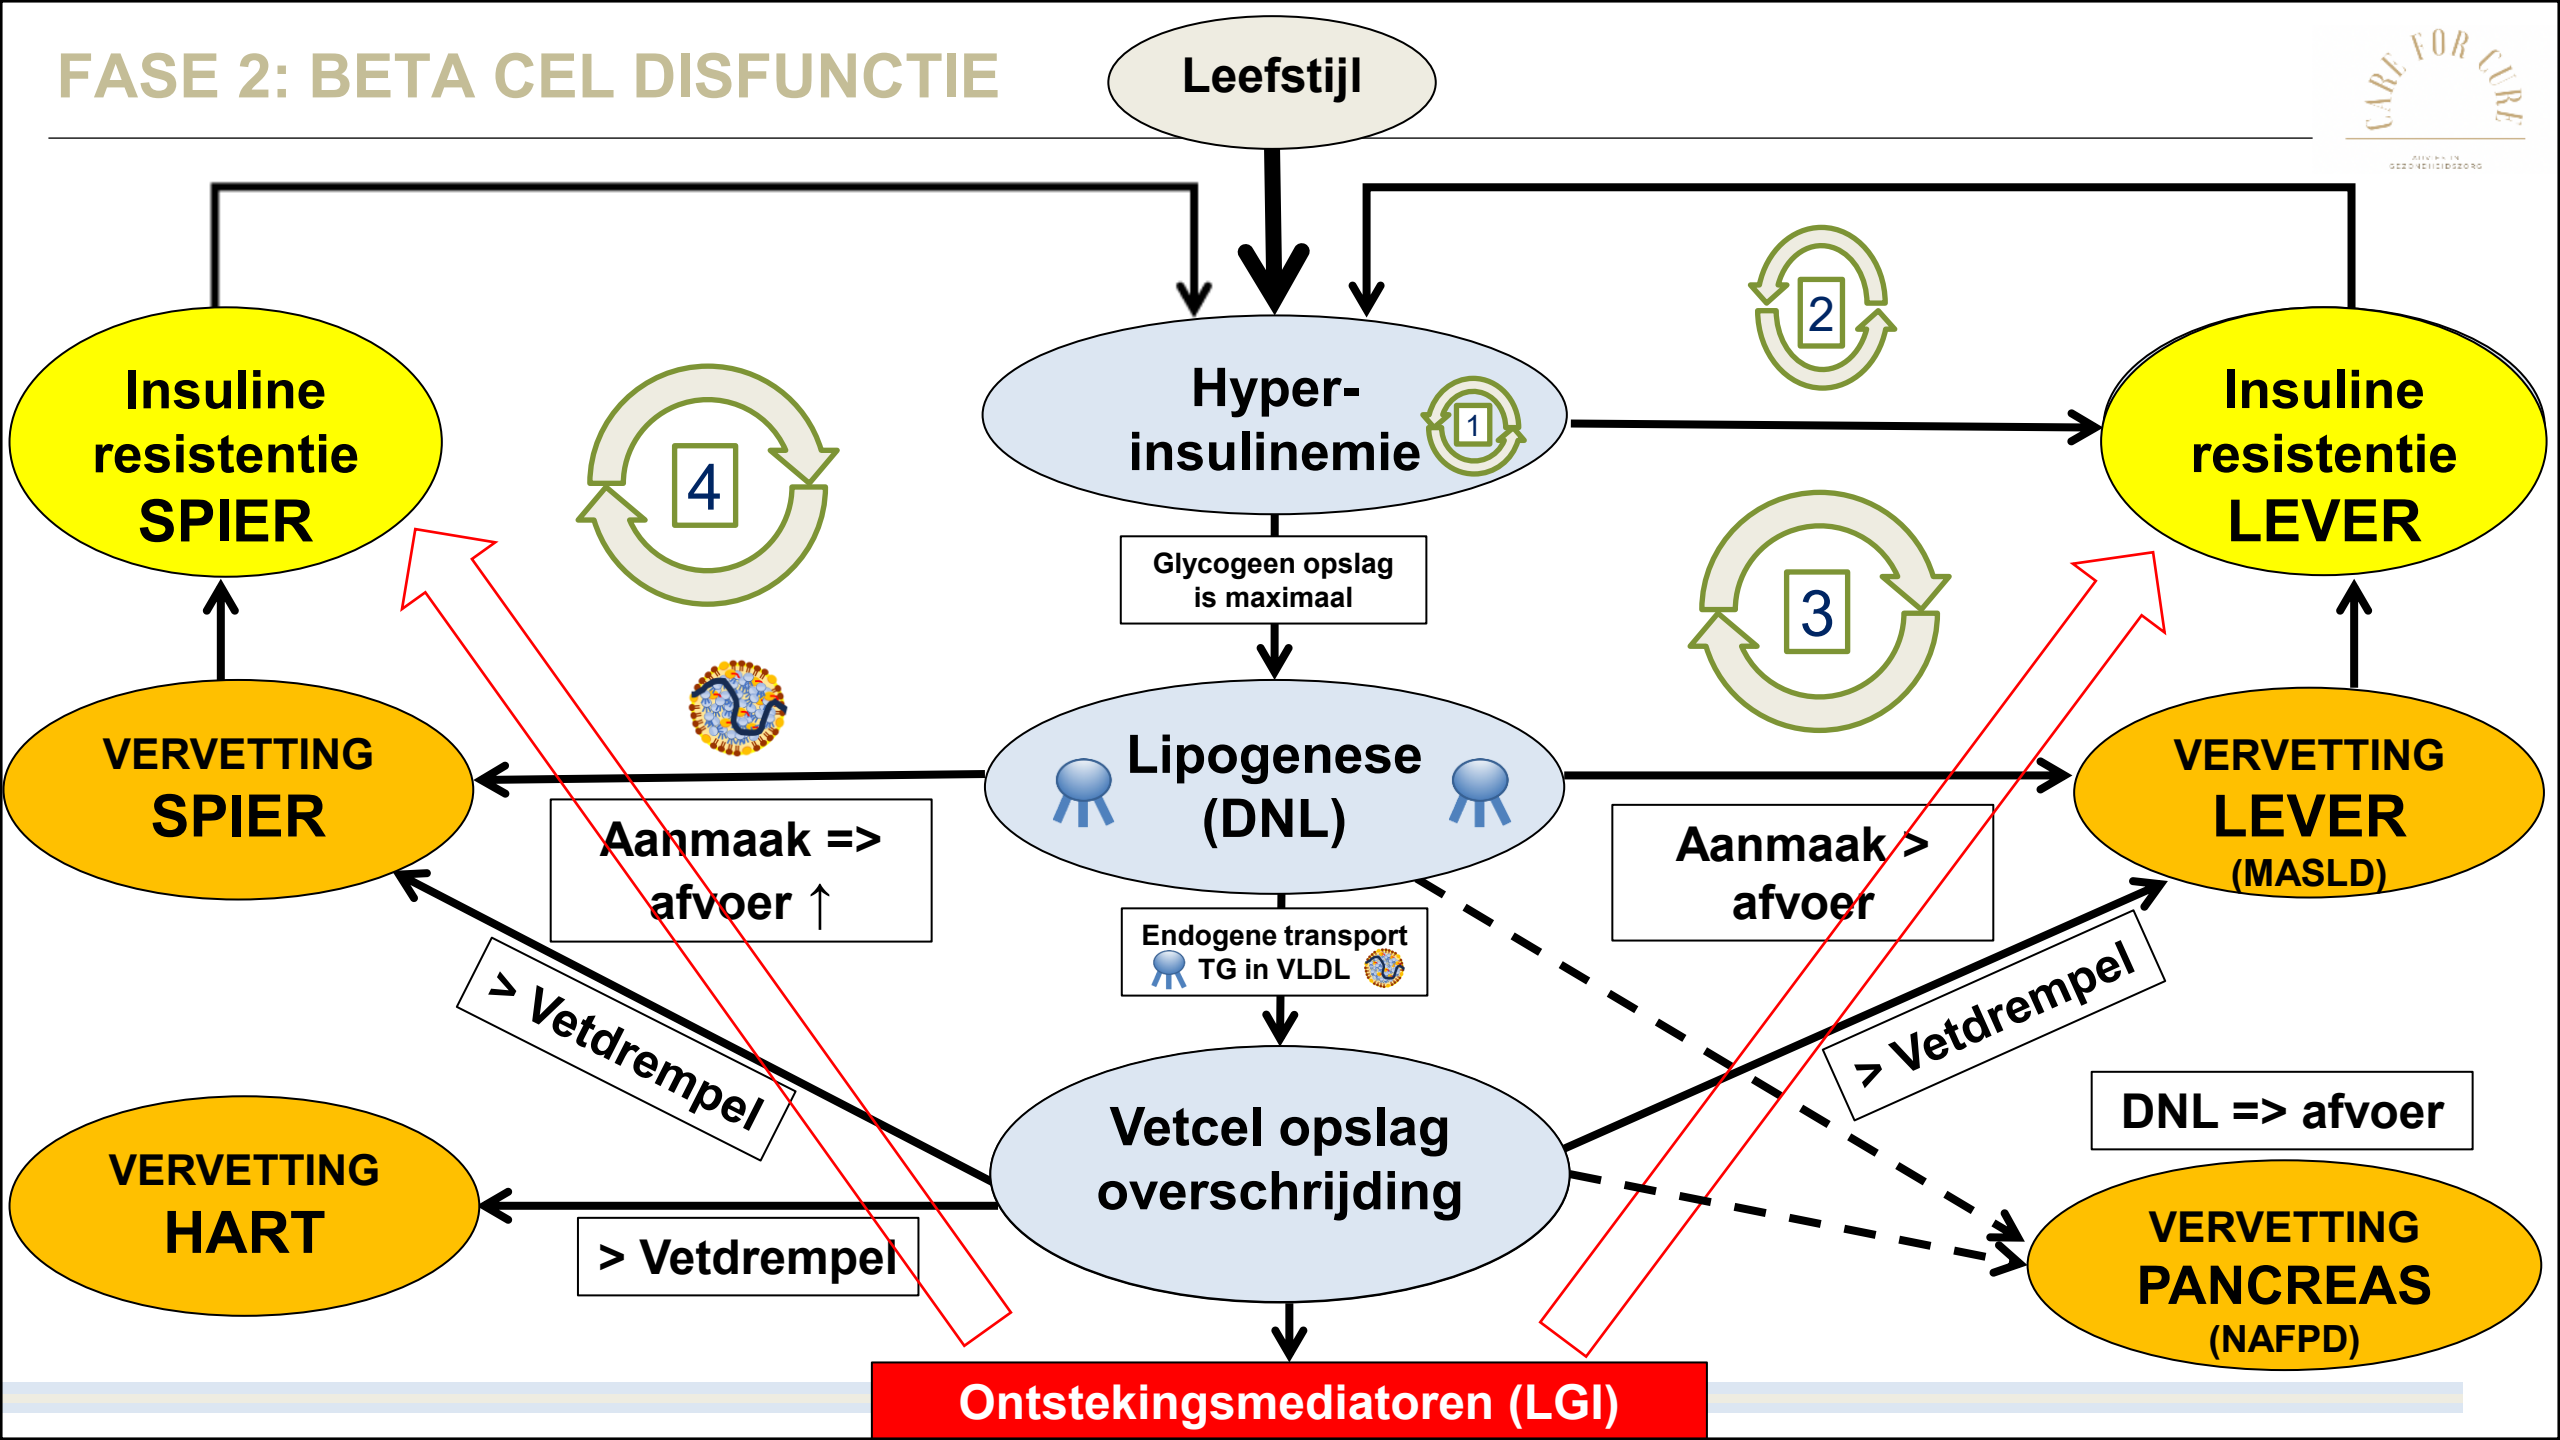 FASE 2: BETA CEL DISFUNCTIE
Leefstijl
CARE FOR CURE
GEZONDHEIDSZORG
Insuline
resistentie
SPIER
4
Hyper-
insulinemie
1
2
Insuline
resistentie
LEVER
Glycogeen opslag
is maximaal
3
VERVETTING
SPIER
Aanmaak =>
afvoer ↑
Lipogenese
(DNL)
Aanmaak >
afvoer
VERVETTING
LEVER
(MASLD)
Endogene transport
TG in VLDL
> Vetdrempel
> Vetdrempel
Vetcel opslag
overschrijding
DNL => afvoer
VERVETTING
HART
> Vetdrempel
VERVETTING
PANCREAS
(NAFPD)
Ontstekingsmediatoren (LGI)